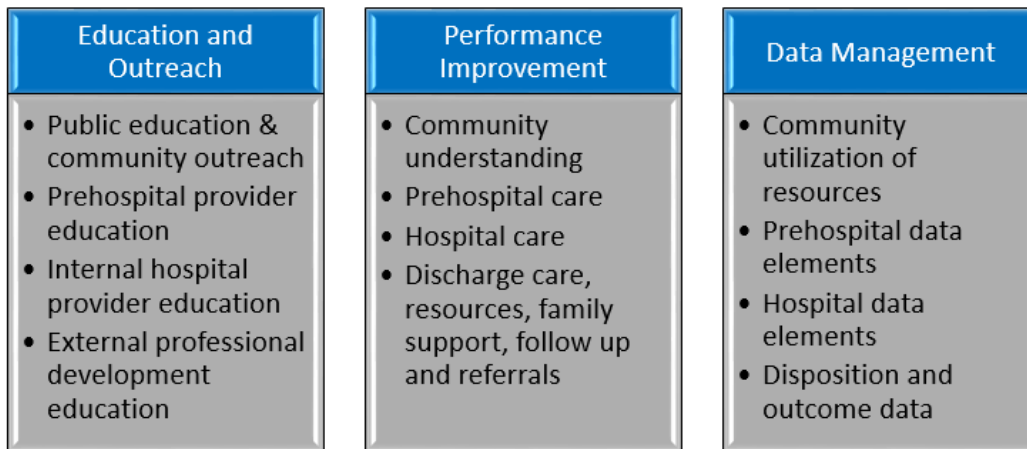 Education and
Outreach
• Public education &
community outreach
• Prehospital provider
education
• Internal hospital
provider education
• External professional
development
education
Performance
Improvement
• Community
understanding
• Prehospital care
• Hospital care
• Discharge care,
resources, family
support, follow up
and referrals
Data Management
• Community
utilization of
resources
• Prehospital data
elements
• Hospital data
elements
• Disposition and
outcome data